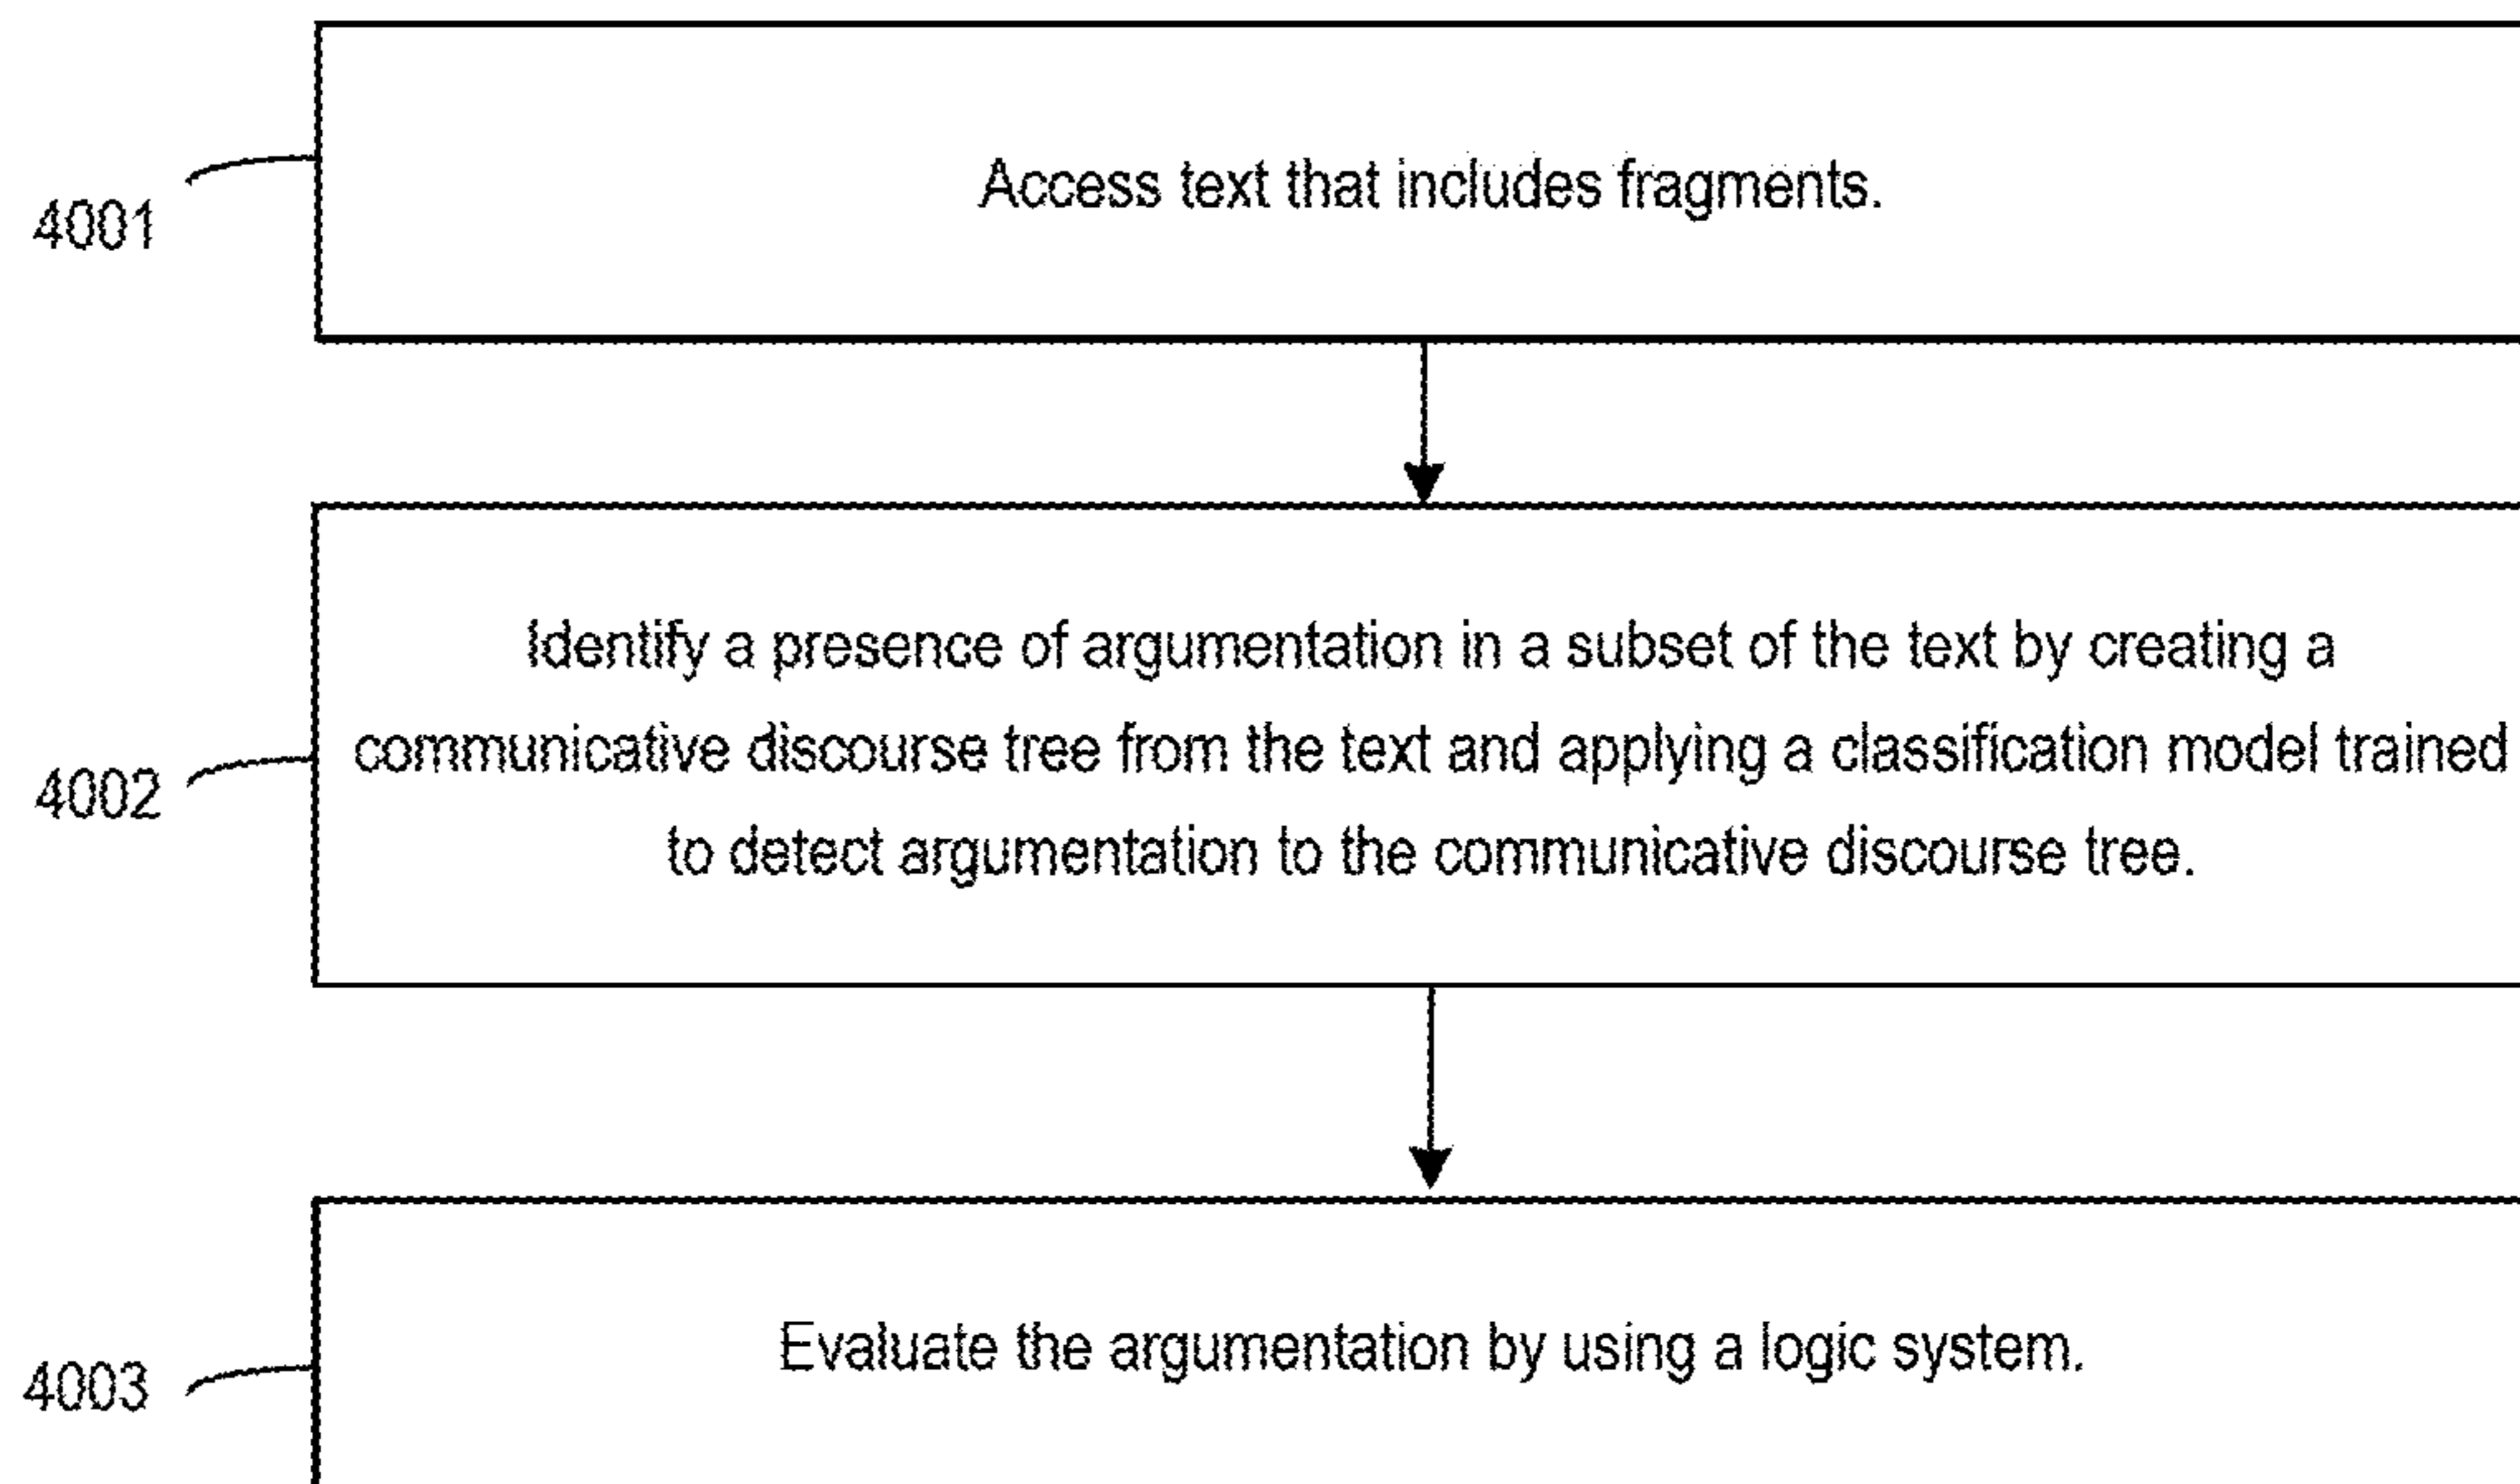 Access text that includes fragments.
4001
Identify a presence of argumentation in a subset of the text by creating a
communicative discourse tree from the text and applying a classification model trained
to detect argumentation to the communicative discourse tree.
4002
Evaluate the argumentation by using a logic system.
4003